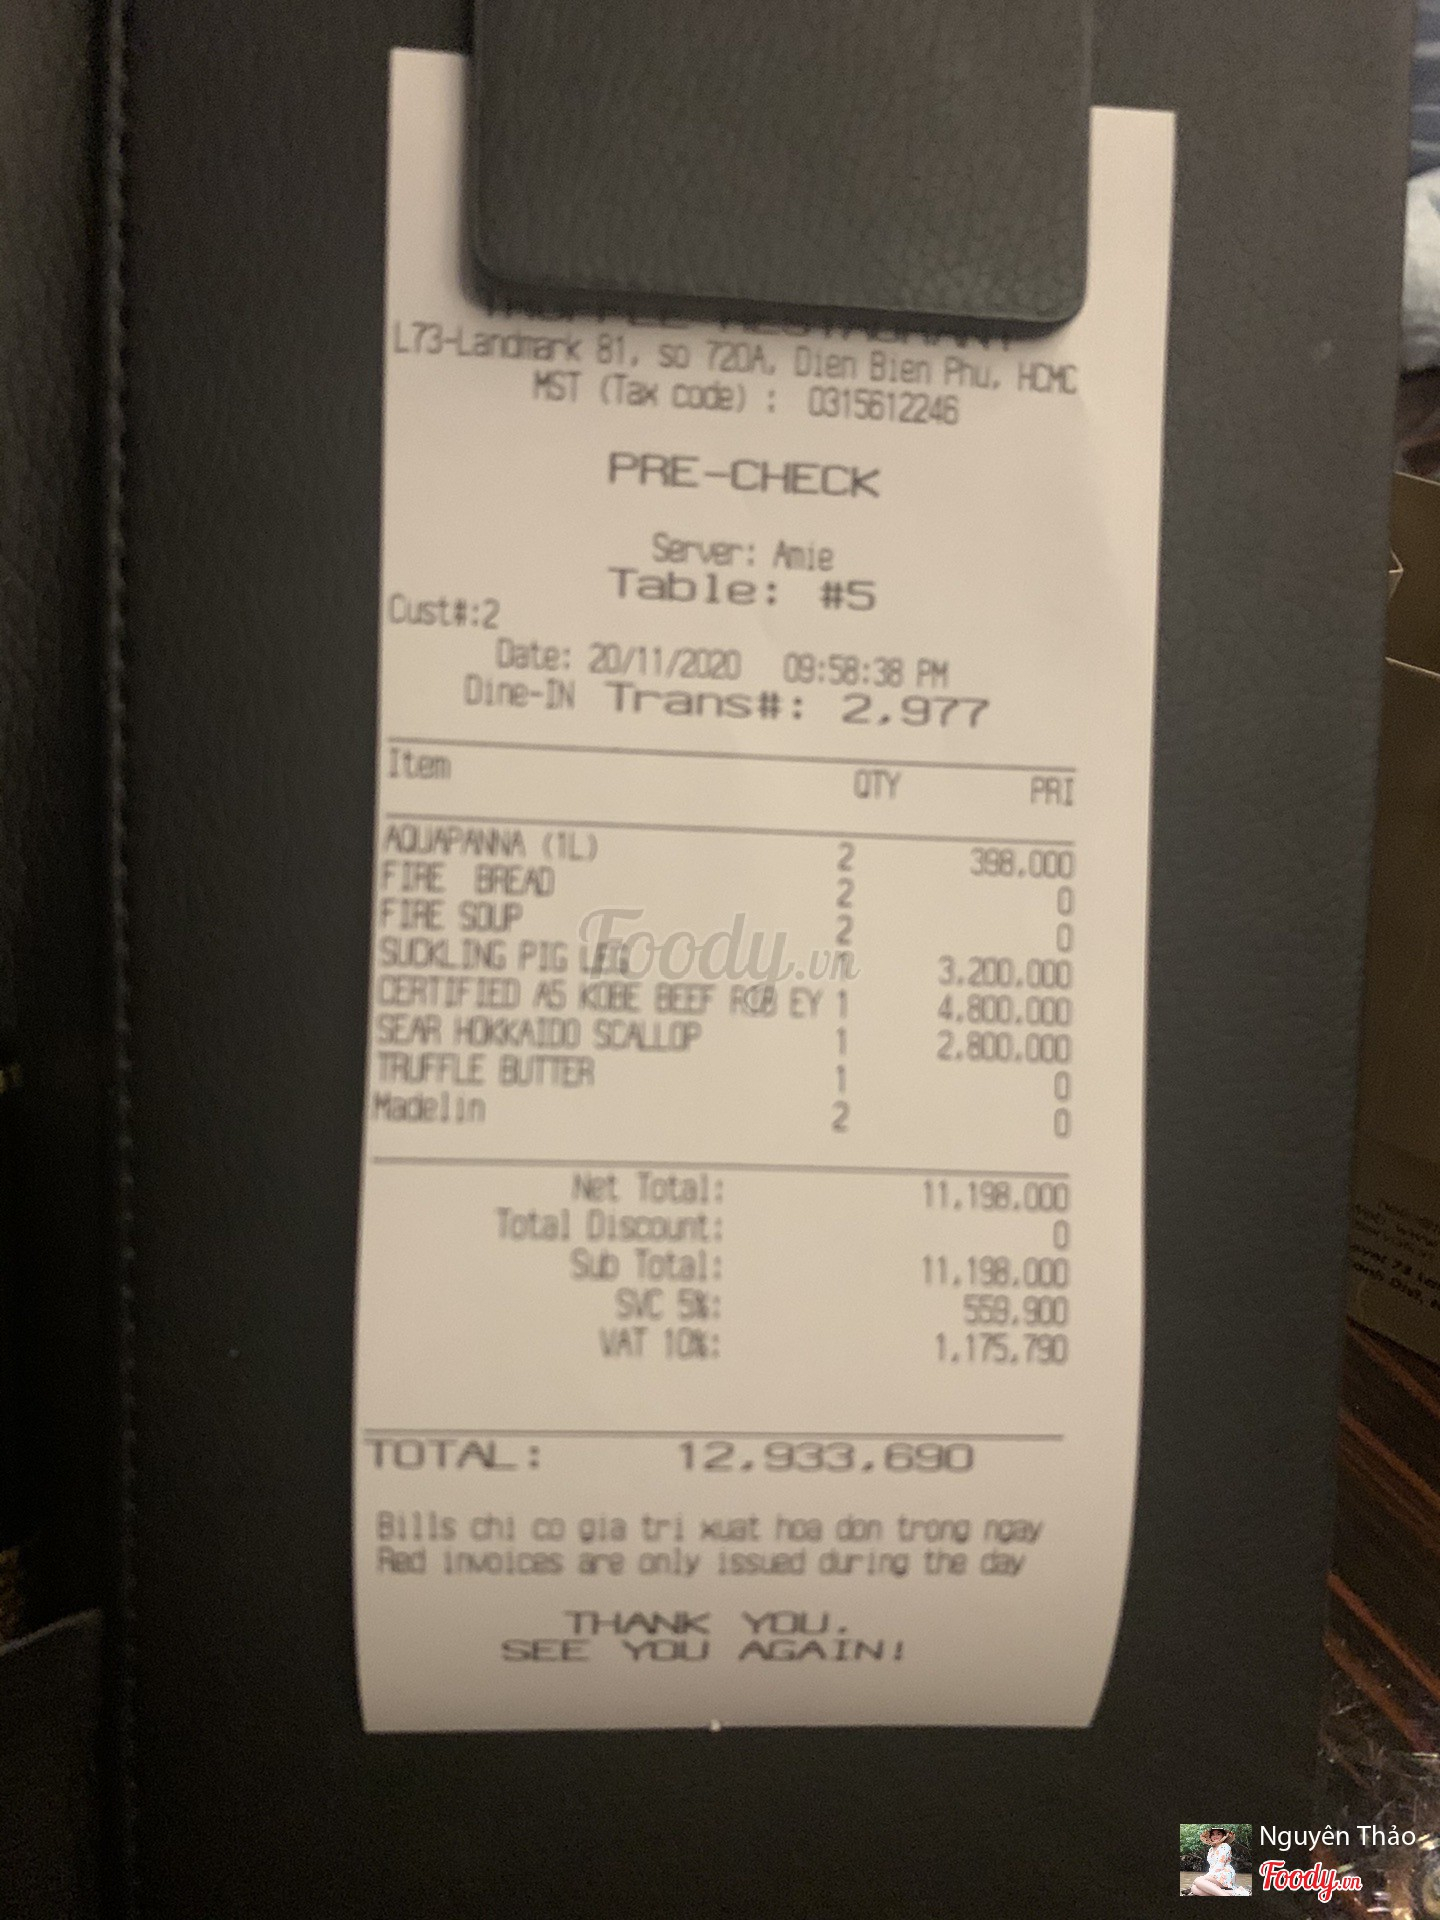 L73-Landmark 81, so 720A, Dien Bien Phu, HCMC
MST (Tax code) : 0315612246
PRE-CHECK
Server: Amie
Table: #5
Cust#:2
Date: 20/11/2020 09:58:38 PM
Dine-IN Trans#: 2,977
Item QTY PRI
AQUAPANNA (1L) 2 398,000
FIRE BREAD 2 0
FIRE SOUP 2 0
SUCKLING PIG LEG 1 3,200,000
CERTIFIED A5 KOBE BEEF RIB EY 1 4,800,000
SEAR HOKKAIDO SCALLOP 1 2,800,000
TRUFFLE BUTTER 1 0
Madelin 2 0
Net Total: 11,198,000
Total Discount: 0
Sub Total: 11,198,000
SVC 5%: 559,900
VAT 10%: 1,175,790
TOTAL: 12,933,690
Bills chi co gia tri xuat hoa don trong ngay
Red invoices are only issued during the day
THANK YOU.
SEE YOU AGAIN!
Foody.vn
Nguyên Thảo
Foody.vn